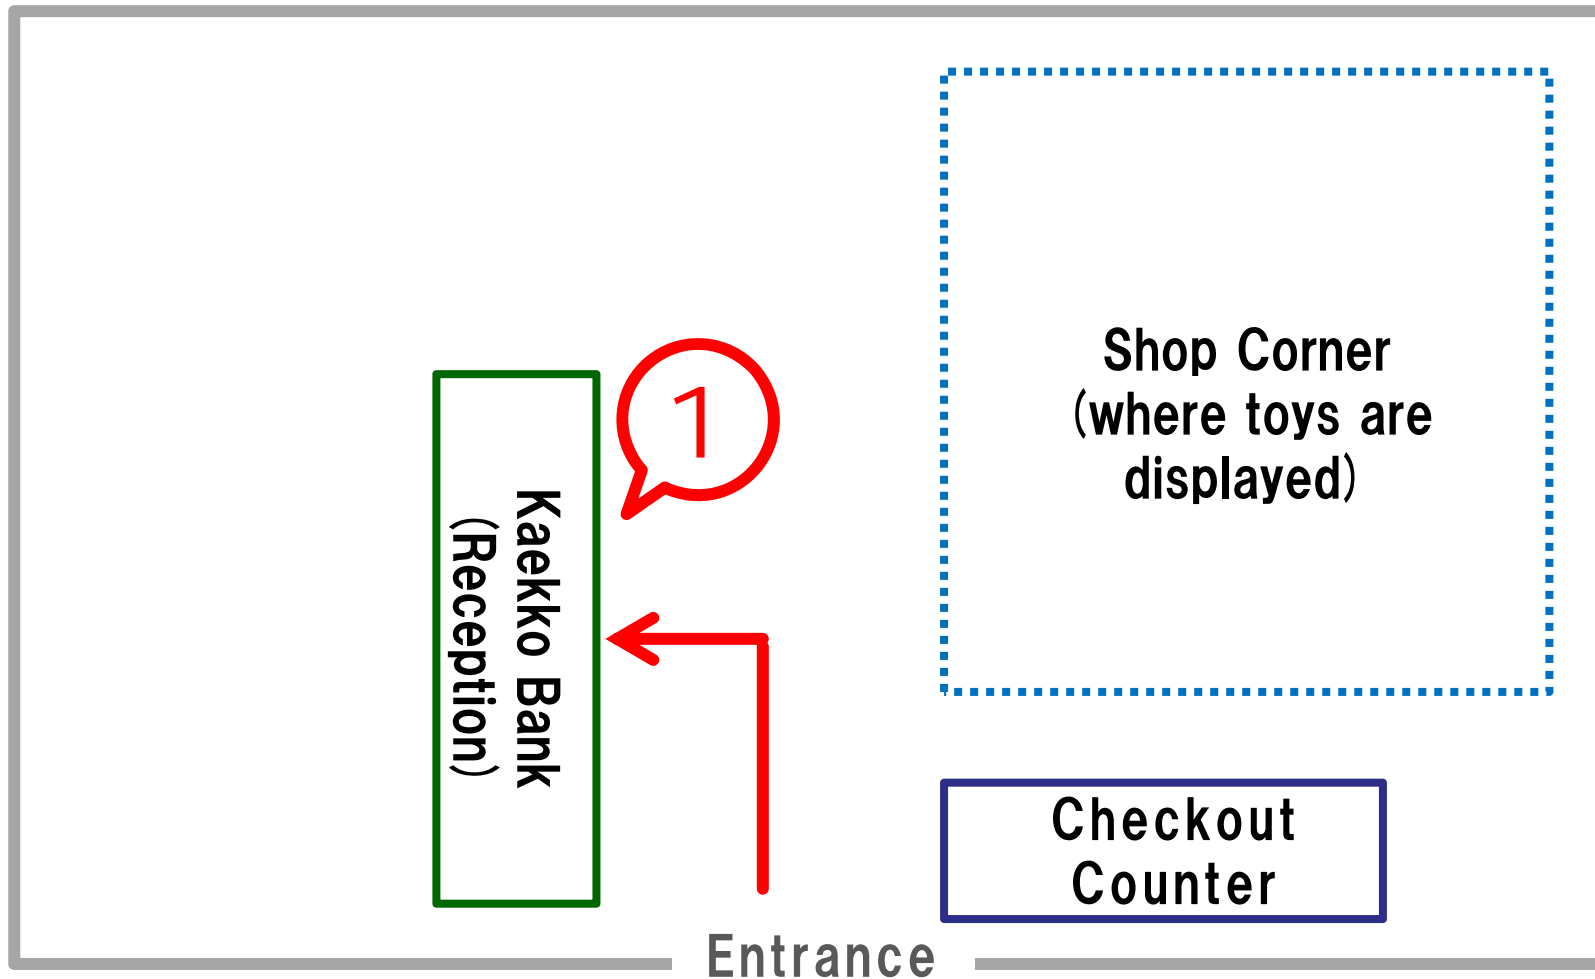 Shop Corner
(where toys are
displayed)
1
Kaekko Bank
(Reception)
Checkout
Counter
Entrance